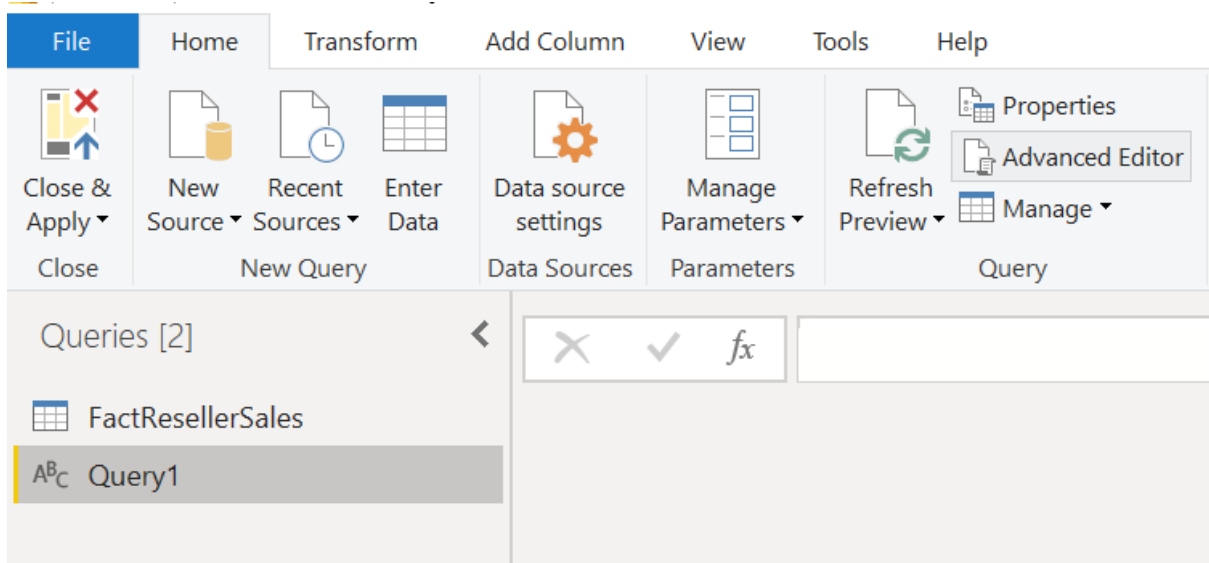 File Home Transform Add Column View Tools Help
Properties
Advanced Editor
Close & New Recent Enter Data source Manage Refresh
Apply Source Sources Data settings Parameters Preview Manage
Close New Query Data Sources Parameters Query
Queries [2]
fx
FactResellerSales
ABC Query1